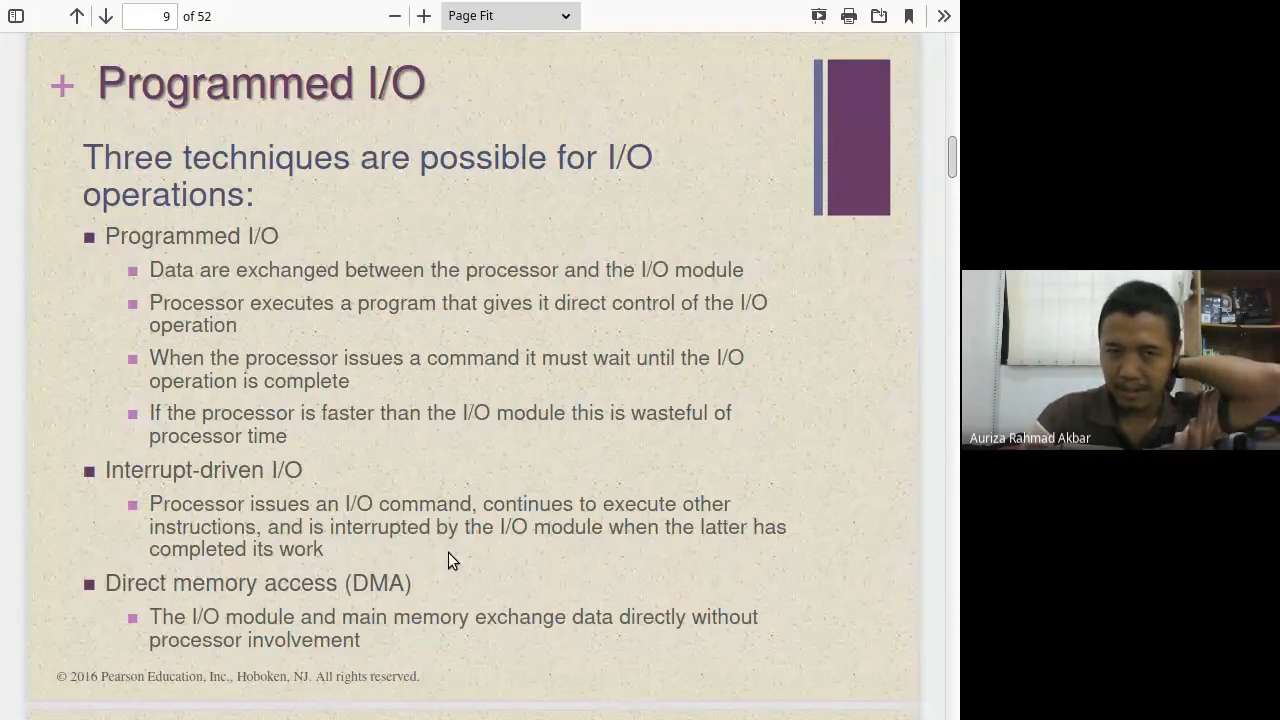 9 of 52 Page Fit
+ Programmed I/O
Three techniques are possible for I/O
operations:
■ Programmed I/O
■ Data are exchanged between the processor and the I/O module
■ Processor executes a program that gives it direct control of the I/O
operation
■ When the processor issues a command it must wait until the I/O
operation is complete
■ If the processor is faster than the I/O module this is wasteful of
processor time
■ Interrupt-driven I/O
■ Processor issues an I/O command, continues to execute other
instructions, and is interrupted by the I/O module when the latter has
completed its work
■ Direct memory access (DMA)
■ The I/O module and main memory exchange data directly without
processor involvement
© 2016 Pearson Education, Inc., Hoboken, NJ. All rights reserved.
Auriza Rahmad Akbar